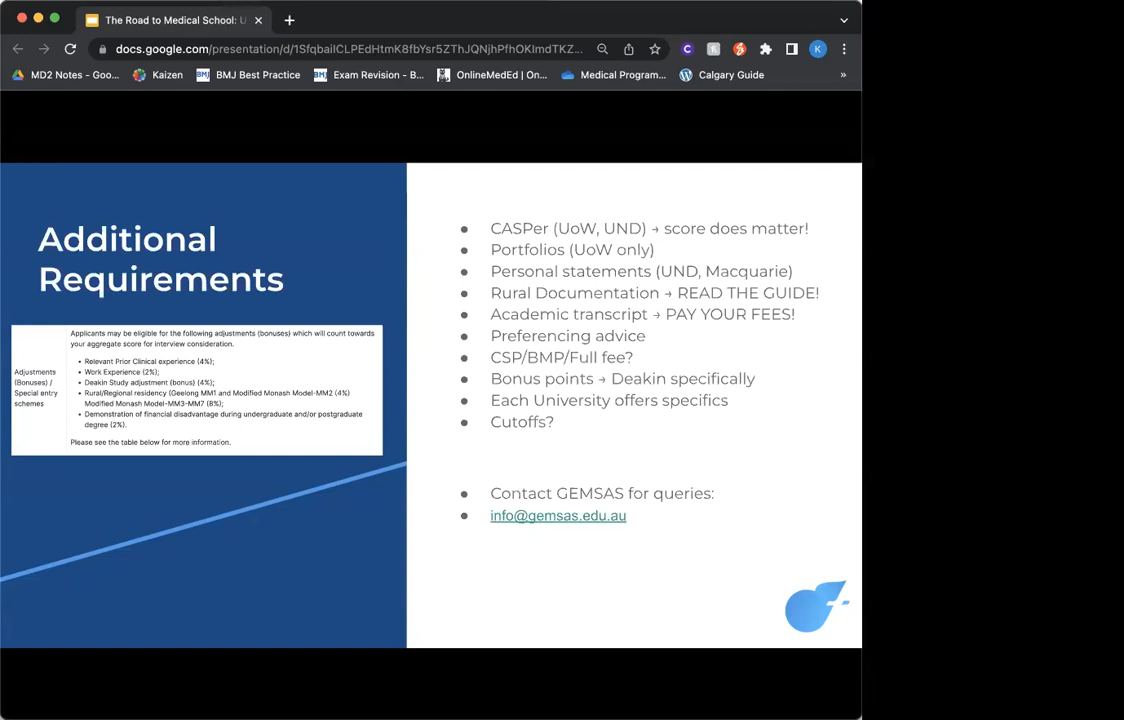 The Road to Medical School: U
docs.google.com/presentation/d/1SfqbailCLPEdHtmK8fbYsr5ZThJQNjhPfhOKImdTKZ...
C
K
MD2 Notes - Goo...
Kaizen
BMJ
BMJ Best Practice
BMJ
Exam Revision - B...
OnlineMedEd | On...
Medical Program...
Calgary Guide
»
Additional
Requirements
Applicants may be eligible for the following adjustments (bonuses) which will count towards
your aggregate score for interview consideration.
Adjustments
(Bonuses) /
Special entry
schemes
• Relevant Prior Clinical experience (4%);
• Work Experience (2%);
• Deakin Study adjustment (bonus) (4%);
• Rural/Regional residency (Geelong MM1 and Modified Monash Model-MM2 (4%)
Modified Monash Model-MM3-MM7 (8%);
• Demonstration of financial disadvantage during undergraduate and/or postgraduate
degree (2%).
Please see the table below for more information.
● CASPer (UoW, UND) → score does matter!
● Portfolios (UoW only)
● Personal statements (UND, Macquarie)
● Rural Documentation → READ THE GUIDE!
● Academic transcript → PAY YOUR FEES!
● Preferencing advice
● CSP/BMP/Full fee?
● Bonus points → Deakin specifically
● Each University offers specifics
● Cutoffs?
● Contact GEMSAS for queries:
● info@gemsas.edu.au